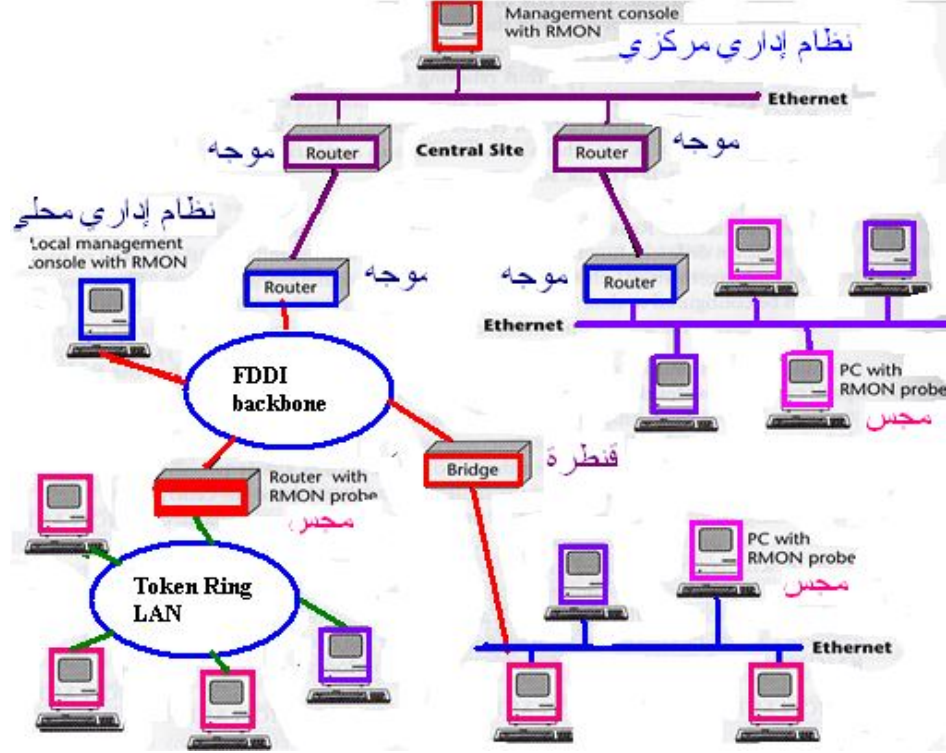 Management console
with RMON
نظام إداري مركزي
Ethernet
موجه
Router
Central Site
Router
موجه
نظام إداري محلي
Local management
console with RMON
Router
موجه
موجه
Router
Ethernet
FDDI
backbone
PC with
RMON probe
مجس
Router with
RMON probe
مجس
Bridge
قنطرة
PC with
RMON probe
مجس
Token Ring
LAN
Ethernet